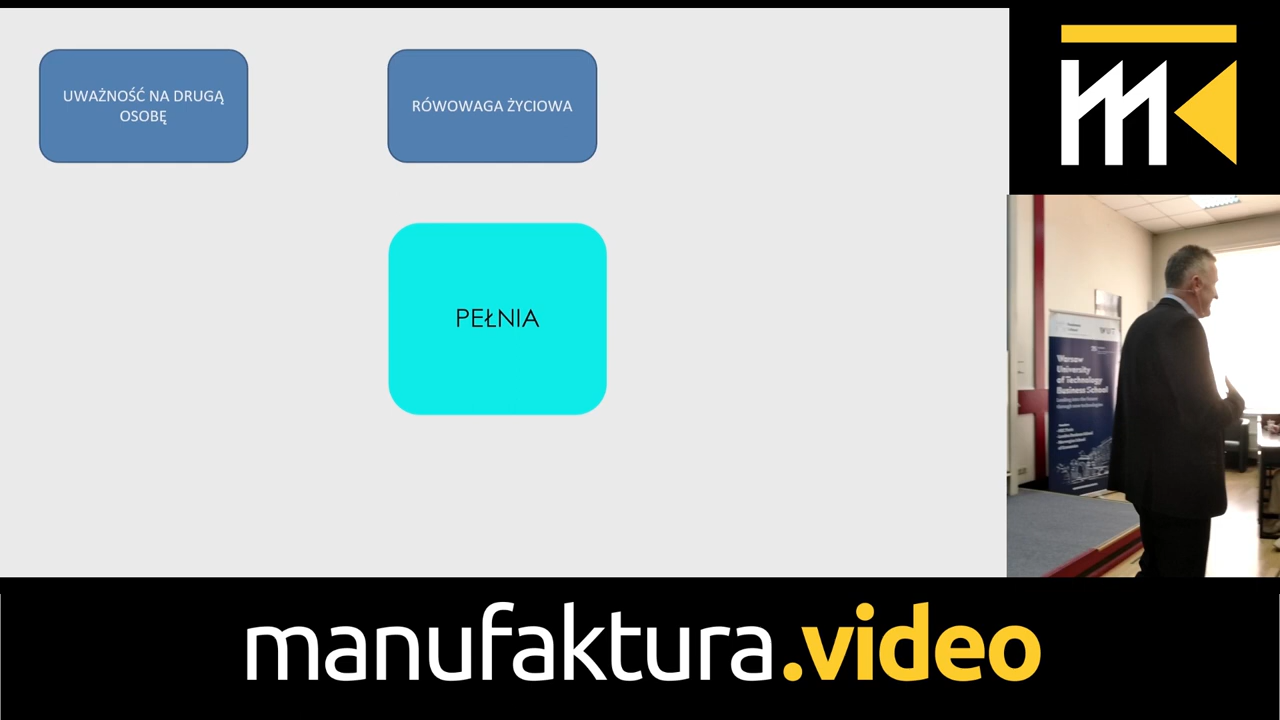 UWAŻNOŚĆ NA DRUGĄ
OSOBĘ
RÓWOWAGA ŻYCIOWA
PEŁNIA
Warsaw
University
of Technology
Business School
manufaktura.video